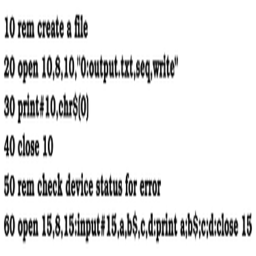 10 rem create a file
20 open 10,8,10,"0:output.txt,seq,write"
30 print#10,chr$(0)
40 close 10
50 rem check device status for error
60 open 15,8,15:input#15,a,b$,c,d:print a;b$;c;d:close 15